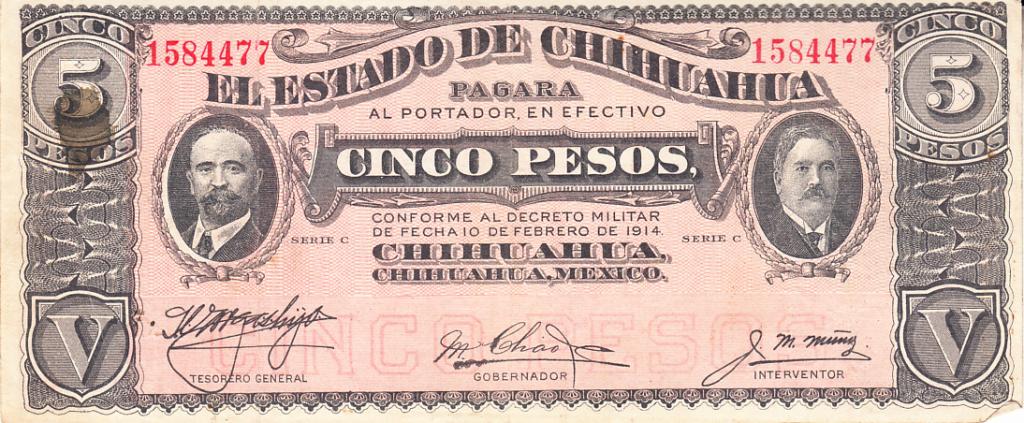 CINCO
5
PESOS
1584477
EL ESTADO DE CHIHUAHUA
1584477
CINCO
5
PESOS
PAGARA
AL PORTADOR, EN EFECTIVO
CINCO PESOS,
CONFORME AL DECRETO MILITAR
DE FECHA 10 DE FEBRERO DE 1914.
SERIE C
SERIE C
CHIHUAHUA,
CHIHUAHUA, MEXICO.
CINCO PESOS
V
V
M. Chao
J. M. Muñiz
TESORERO GENERAL
GOBERNADOR
INTERVENTOR